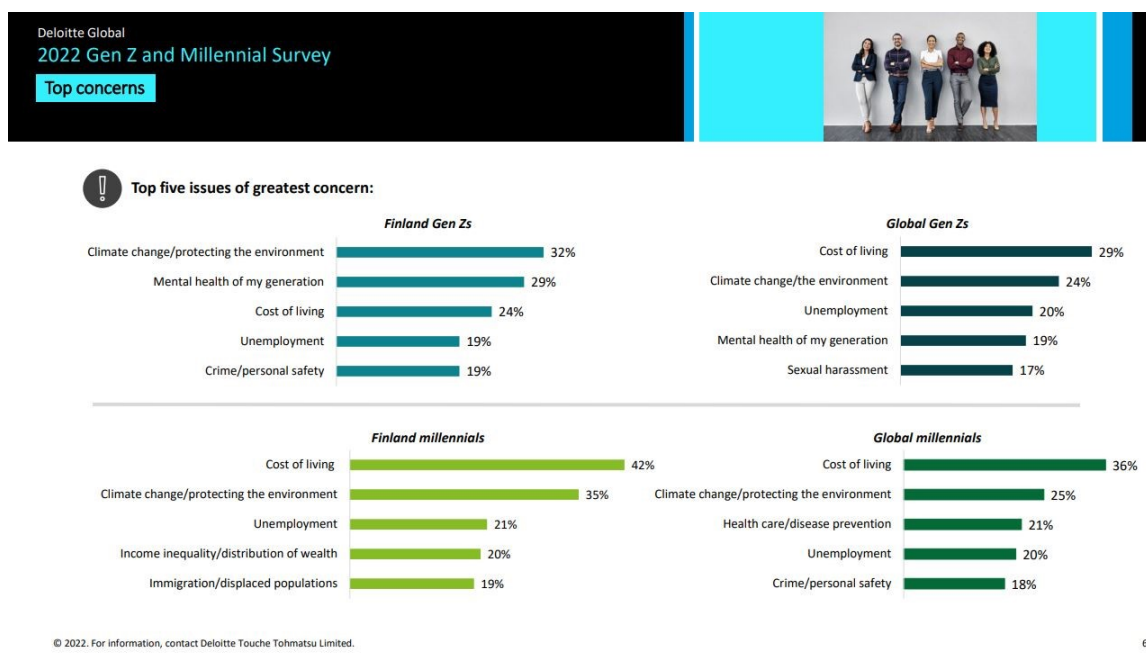 Deloitte Global
2022 Gen Z and Millennial Survey
Top concerns
Top five issues of greatest concern:
Finland Gen Zs
Climate change/protecting the environment 32%
Mental health of my generation 29%
Cost of living 24%
Unemployment 19%
Crime/personal safety 19%
Global Gen Zs
Cost of living 29%
Climate change/the environment 24%
Unemployment 20%
Mental health of my generation 19%
Sexual harassment 17%
Finland millennials
Cost of living 42%
Climate change/protecting the environment 35%
Unemployment 21%
Income inequality/distribution of wealth 20%
Immigration/displaced populations 19%
Global millennials
Cost of living 36%
Climate change/protecting the environment 25%
Health care/disease prevention 21%
Unemployment 20%
Crime/personal safety 18%
© 2022. For information, contact Deloitte Touche Tohmatsu Limited.
6